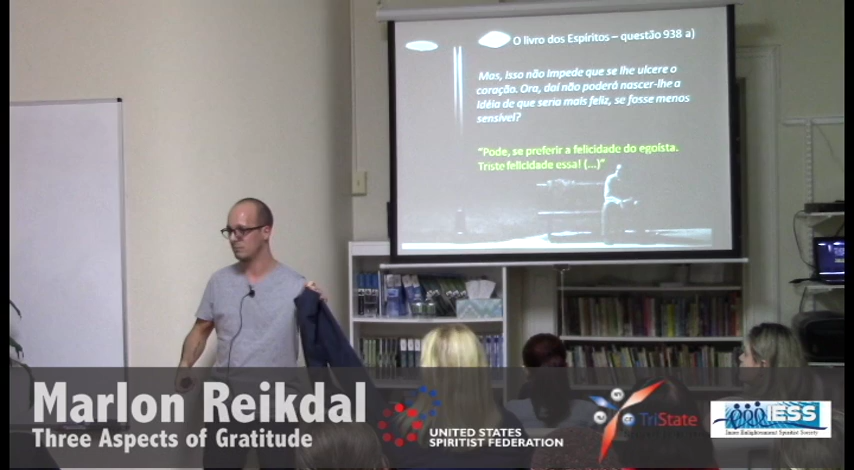 O livro dos Espíritos – questão 938 a)
Mas, isso não impede que se lhe ulcere o
coração. Ora, daí não poderá nascer-lhe a
idéia de que seria mais feliz, se fosse menos
sensível?
"Pode, se preferir a felicidade do egoísta.
Triste felicidade essa! (...)"
Marlon Reikdal
Three Aspects of Gratitude
UNITED STATES
SPIRITIST FEDERATION
NY
CT
TriState
IESS
Inner Enlightenment Spiritist Society